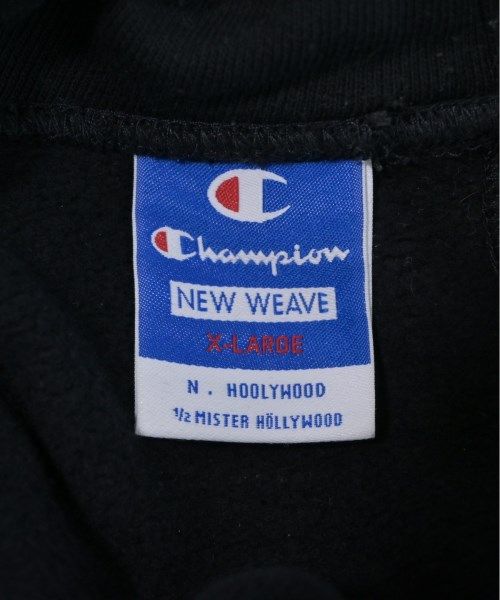 Champion
NEW WEAVE
X-LARGE
N. HOOLYWOOD
1/2 MISTER HÖLLYWOOD